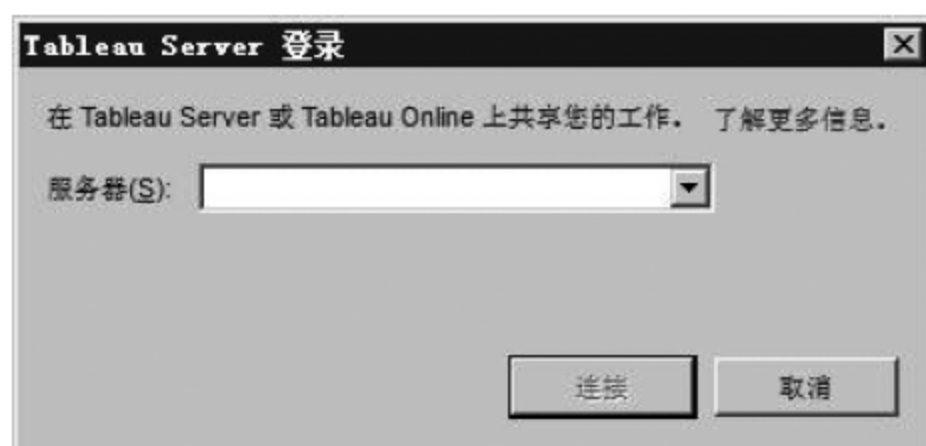 Tableau Server 登录
在 Tableau Server 或 Tableau Online 上共享您的工作。 了解更多信息。
服务器(S):
连接 取消